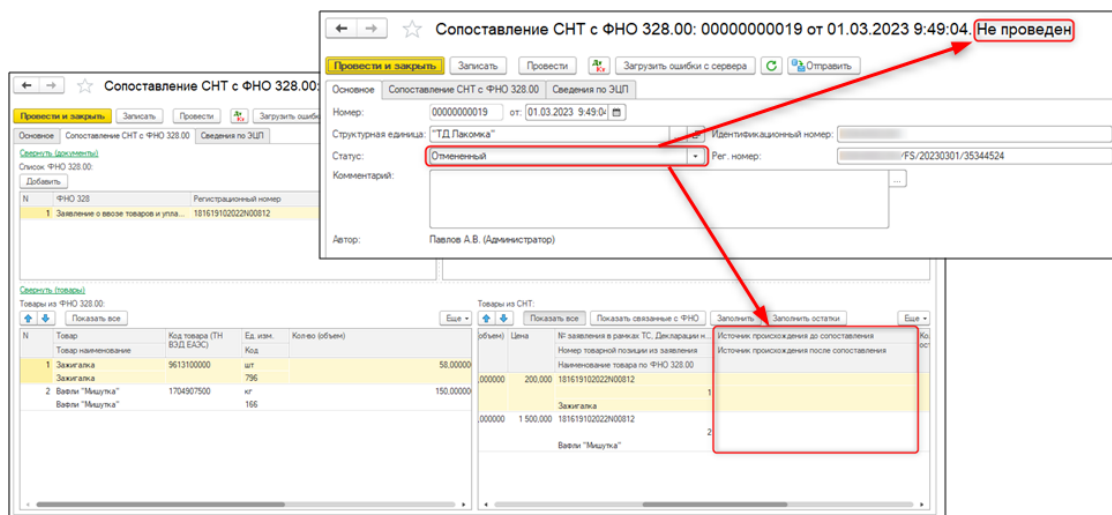 Сопоставление СНТ с ФНО 328.00: 00000000019 от 01.03.2023 9:49:04. Не проведен
Провести и закрыть Записать Провести Загрузить ошибки с сервера Отправить
Основное Сопоставление СНТ с ФНО 328.00 Сведения по ЭЦП
Номер: 00000000019 от: 01.03.2023 9:49:04
Структурная единица: "ТД Лакомка" Идентификационный номер:
Статус: Отмененный Рег. номер: /FS/20230301/35344524
Комментарий:
Автор: Павлов А.В. (Администратор)
Сопоставление СНТ с ФНО 328.00:
Провести и закрыть Записать Провести Загрузить ошибк
Основное Сопоставление СНТ с ФНО 328.00 Сведения по ЭЦП
Свернуть (документы)
Список ФНО 328.00:
Добавить
N ФНО 328 Регистрационный номер
1 Заявление о ввозе товаров и упла... 181619102022N00812
Свернуть (товары)
Товары из ФНО 328.00:
Показать все Еще
N Товар Код товара (ТН ВЭД ЕАЭС) Ед. изм. Кол-во (объем)
Товар наименование Код
1 Зажигалка 9613100000 шт 58,00000
Зажигалка 796
2 Вафли "Мишутка" 1704907500 кг 150,00000
Вафли "Мишутка" 166
Товары из СНТ:
Показать все Показать связанные с ФНО Заполнить Заполнить остатки Еще
объем) Цена № заявления в рамках ТС, Декларации н... Источник происхождения до сопоставления Ко
Номер товарной позиции из заявления Источник происхождения после сопоставления ост
Наименование товара по ФНО 328.00
,000000 200,000 181619102022N00812
1
Зажигалка
,000000 1 500,000 181619102022N00812
2
Вафли "Мишутка"